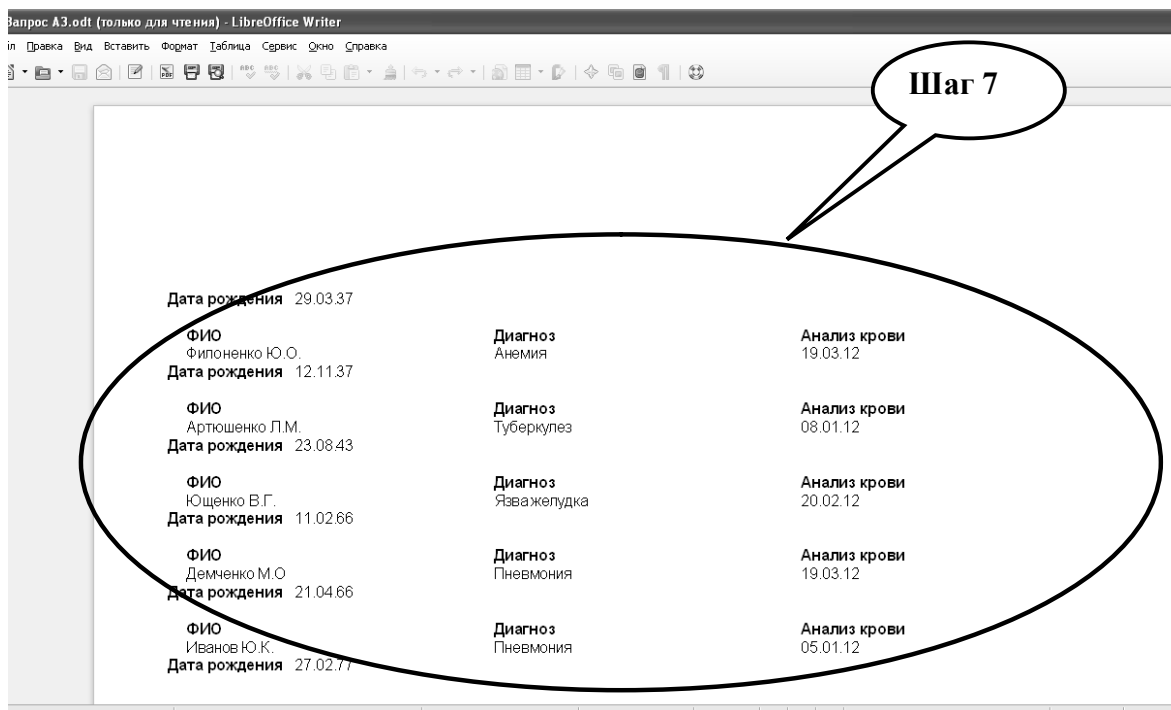 Запрос А3.odt (только для чтения) - LibreOffice Writer
Правка Вид Вставить Формат Таблица Сервис Окно Справка
Шаг 7
Дата рождения 29.03.37
ФИО Диагноз Анализ крови
Филоненко Ю.О. Анемия 19.03.12
Дата рождения 12.11.37
ФИО Диагноз Анализ крови
Артюшенко Л.М. Туберкулез 08.01.12
Дата рождения 23.08.43
ФИО Диагноз Анализ крови
Ющенко В.Г. Язва желудка 20.02.12
Дата рождения 11.02.66
ФИО Диагноз Анализ крови
Демченко М.О Пневмония 19.03.12
Дата рождения 21.04.66
ФИО Диагноз Анализ крови
Иванов Ю.К. Пневмония 05.01.12
Дата рождения 27.02.77